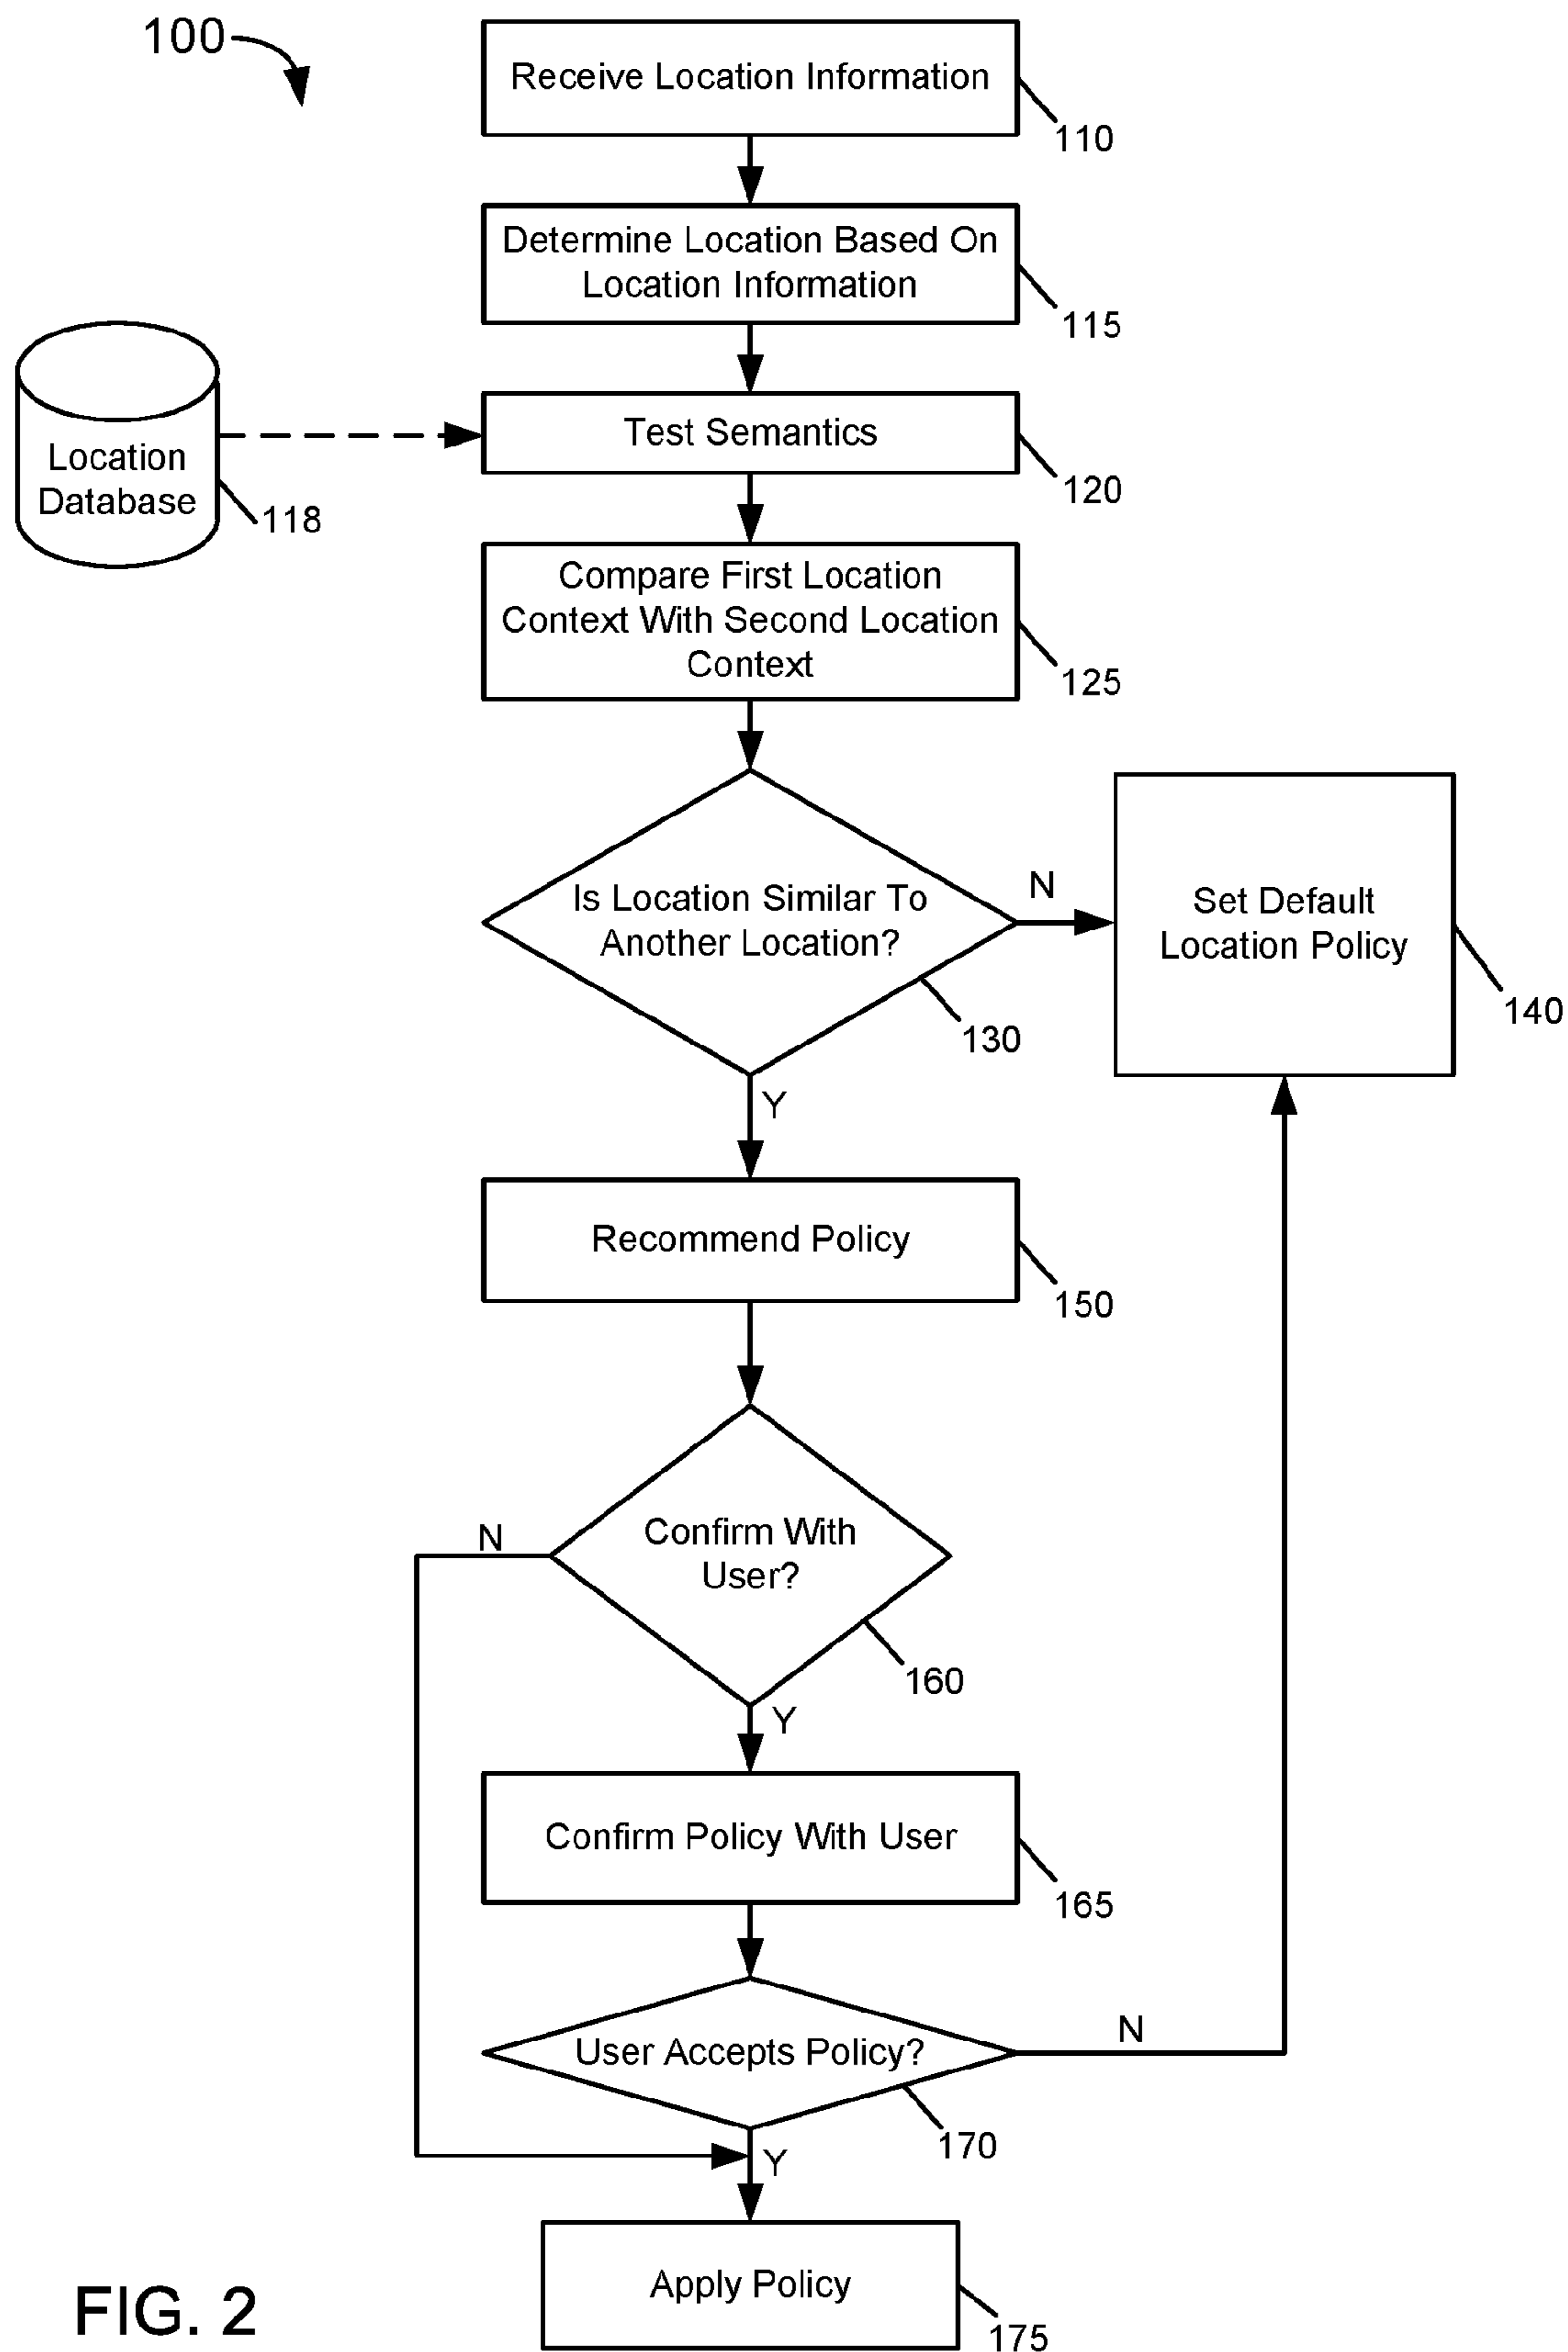 100
Receive Location Information
110
Determine Location Based On
Location Information
115
Location
Database
118
Test Semantics
120
Compare First Location
Context With Second Location
Context
125
Is Location Similar To
Another Location?
130
N
Set Default
Location Policy
140
Y
Recommend Policy
150
Confirm With
User?
160
N
Y
Confirm Policy With User
165
User Accepts Policy?
170
N
Y
Apply Policy
175
FIG. 2